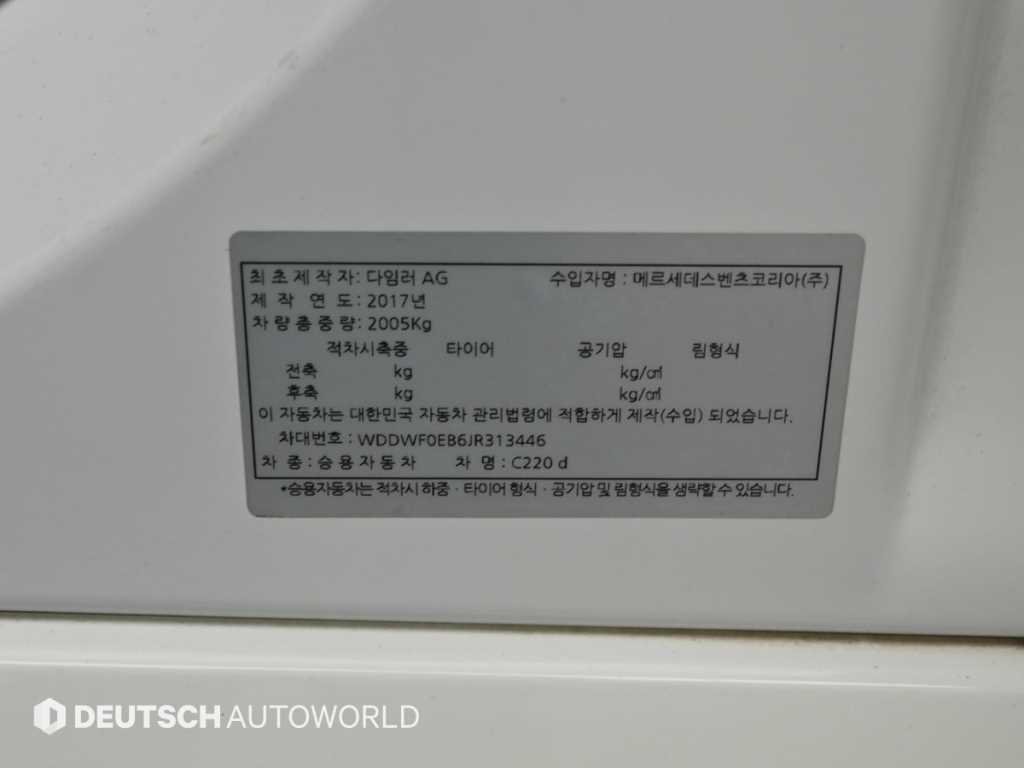 최초제작자: 다임러 AG 수입자명 : 메르세데스벤츠코리아(주)
제 작 연 도: 2017년
차량총중량: 2005Kg
적차시축중 타이어 공기압 림형식
전축 kg kg/㎠
후축 kg kg/㎠
이 자동차는 대한민국 자동차 관리법령에 적합하게 제작(수입) 되었습니다.
차대번호 : WDDWF0EB6JR313446
차 종 : 승용자동차 차 명 : C220 d
*승용자동차는 적차시 하중 · 타이어 형식 · 공기압 및 림형식을 생략할 수 있습니다.
DEUTSCH AUTOWORLD